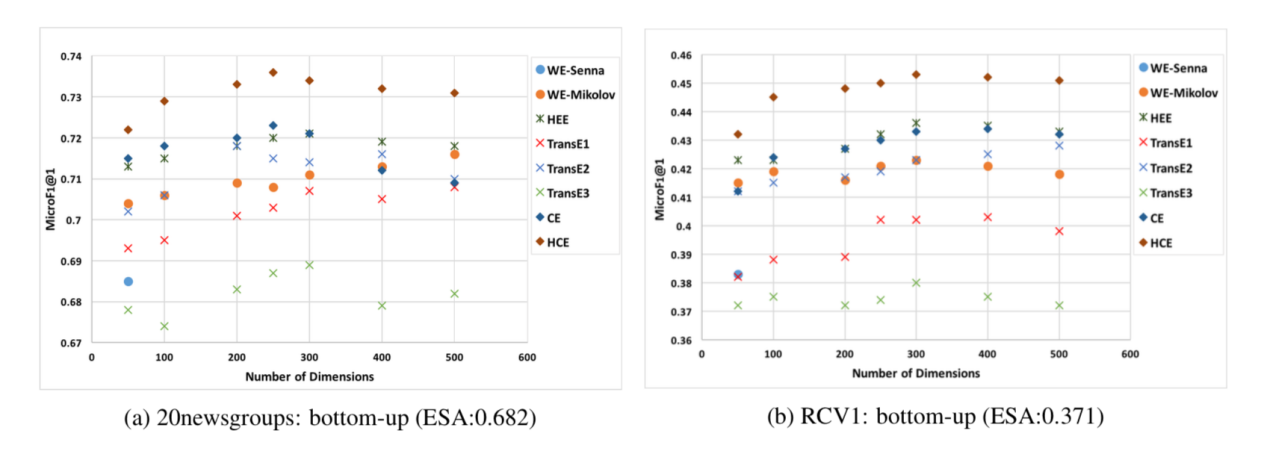 0.74
0.73
0.72
0.71
0.7
0.69
0.68
0.67
MicroF1@1
0 100 200 300 400 500 600
Number of Dimensions
WE-Senna
WE-Mikolov
HEE
TransE1
TransE2
TransE3
CE
HCE
(a) 20newsgroups: bottom-up (ESA:0.682)
0.46
0.45
0.44
0.43
0.42
0.41
0.4
0.39
0.38
0.37
0.36
MicroF1@1
0 100 200 300 400 500 600
Number of Dimensions
WE-Senna
WE-Mikolov
HEE
TransE1
TransE2
TransE3
CE
HCE
(b) RCV1: bottom-up (ESA:0.371)